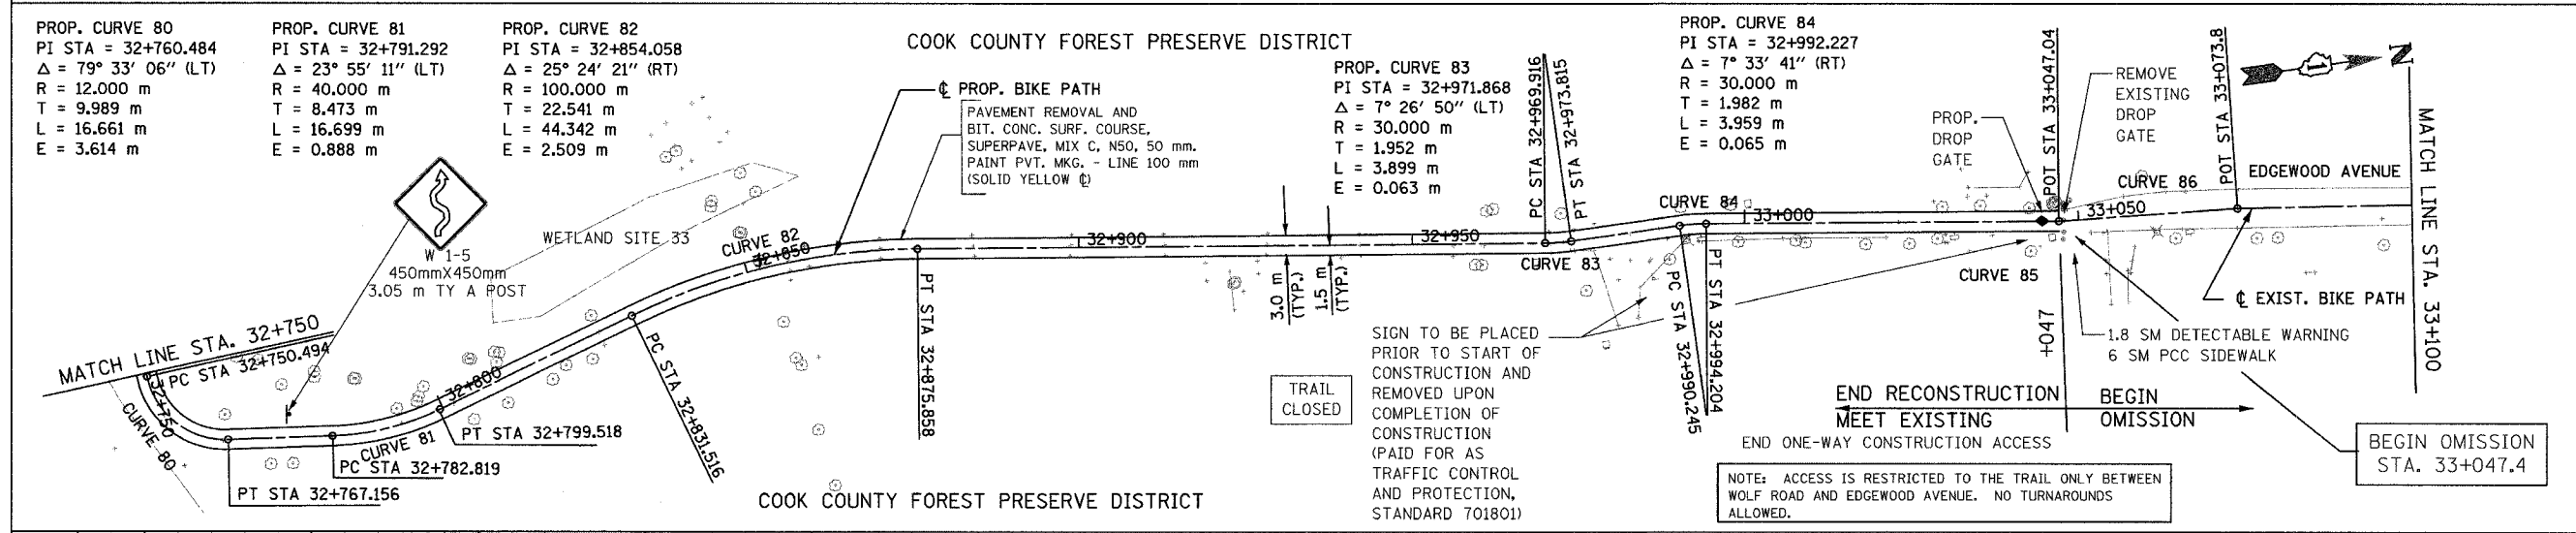 PROP. CURVE 80
PI STA = 32+760.484
Δ = 79° 33' 06" (LT)
R = 12.000 m
T = 9.989 m
L = 16.661 m
E = 3.614 m
PROP. CURVE 81
PI STA = 32+791.292
Δ = 23° 55' 11" (LT)
R = 40.000 m
T = 8.473 m
L = 16.699 m
E = 0.888 m
PROP. CURVE 82
PI STA = 32+854.058
Δ = 25° 24' 21" (RT)
R = 100.000 m
T = 22.541 m
L = 44.342 m
E = 2.509 m
COOK COUNTY FOREST PRESERVE DISTRICT
℄ PROP. BIKE PATH
PAVEMENT REMOVAL AND
BIT. CONC. SURF. COURSE,
SUPERPAVE, MIX C, N50, 50 mm.
PAINT PVT. MKG. - LINE 100 mm
(SOLID YELLOW ℄)
PROP. CURVE 83
PI STA = 32+971.868
Δ = 7° 26' 50" (LT)
R = 30.000 m
T = 1.952 m
L = 3.899 m
E = 0.063 m
PC STA 32+969.916
PT STA 32+973.815
PROP. CURVE 84
PI STA = 32+992.227
Δ = 7° 33' 41" (RT)
R = 30.000 m
T = 1.982 m
L = 3.959 m
E = 0.065 m
PROP.
DROP
GATE
POT STA 33+047.04
REMOVE
EXISTING
DROP
GATE
POT STA 33+073.8
N
EDGEWOOD AVENUE
MATCH LINE STA. 33+100
W 1-5
450mmX450mm
3.05 m TY A POST
WETLAND SITE 33
CURVE 82
32+850
32+900
32+950
CURVE 83
CURVE 84
33+000
CURVE 85
CURVE 86
33+050
3.0 m
(TYP.)
1.5 m
(TYP.)
PT STA 32+875.858
PC STA 32+831.516
PC STA 32+990.245
PT STA 32+994.204
℄ EXIST. BIKE PATH
1.8 SM DETECTABLE WARNING
6 SM PCC SIDEWALK
+047
MATCH LINE STA. 32+750
PC STA 32+750.494
32+750
CURVE 80
32+800
CURVE 81
PT STA 32+799.518
PC STA 32+782.819
PT STA 32+767.156
COOK COUNTY FOREST PRESERVE DISTRICT
TRAIL
CLOSED
SIGN TO BE PLACED
PRIOR TO START OF
CONSTRUCTION AND
REMOVED UPON
COMPLETION OF
CONSTRUCTION
(PAID FOR AS
TRAFFIC CONTROL
AND PROTECTION,
STANDARD 701801)
END RECONSTRUCTION
MEET EXISTING
BEGIN
OMISSION
END ONE-WAY CONSTRUCTION ACCESS
NOTE: ACCESS IS RESTRICTED TO THE TRAIL ONLY BETWEEN
WOLF ROAD AND EDGEWOOD AVENUE. NO TURNAROUNDS
ALLOWED.
BEGIN OMISSION
STA. 33+047.4